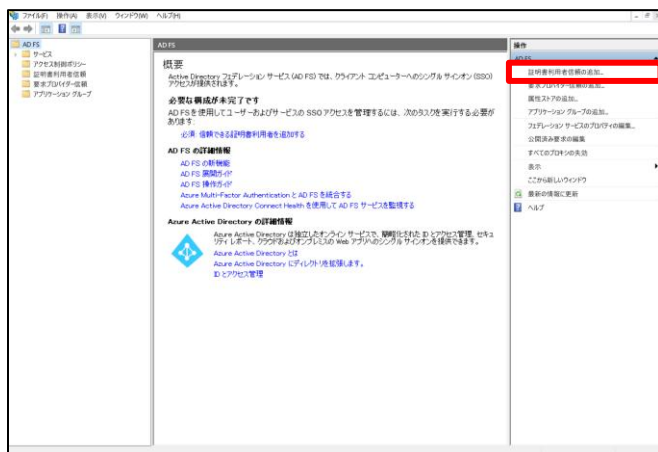 ファイル(F) 操作(A) 表示(V) ウィンドウ(W) ヘルプ(H)
AD FS
サービス
アクセス制御ポリシー
証明書利用者信頼
要求プロバイダー信頼
アプリケーション グループ
AD FS
概要
Active Directory フェデレーション サービス (AD FS) では、クライアント コンピューターへのシングル サインオン (SSO)
アクセスが提供されます。
必要な構成が未完了です
AD FS を使用してユーザーおよびサービスの SSO アクセスを管理するには、次のタスクを実行する必要が
あります:
必須: 信頼できる証明書利用者を追加する
AD FS の詳細情報
AD FS の新機能
AD FS 展開ガイド
AD FS 操作ガイド
Azure Multi-Factor Authentication と AD FS を統合する
Azure Active Directory Connect Health を使用して AD FS サービスを監視する
Azure Active Directory の詳細情報
Azure Active Directory は独立したオンライン サービスで、簡略化された ID とアクセス管理、セキュ
リティ レポート、クラウドおよびオンプレミスの Web アプリへのシングル サインオンを提供できます。
Azure Active Directory とは
Azure Active Directory にディレクトリを拡張します。
ID とアクセス管理
操作
AD FS
証明書利用者信頼の追加...
要求プロバイダー信頼の追加...
属性ストアの追加...
アプリケーション グループの追加...
フェデレーション サービスのプロパティの編集...
公開済み要求の編集
すべてのプロキシの失効
表示
ここから新しいウィンドウ
最新の情報に更新
ヘルプ